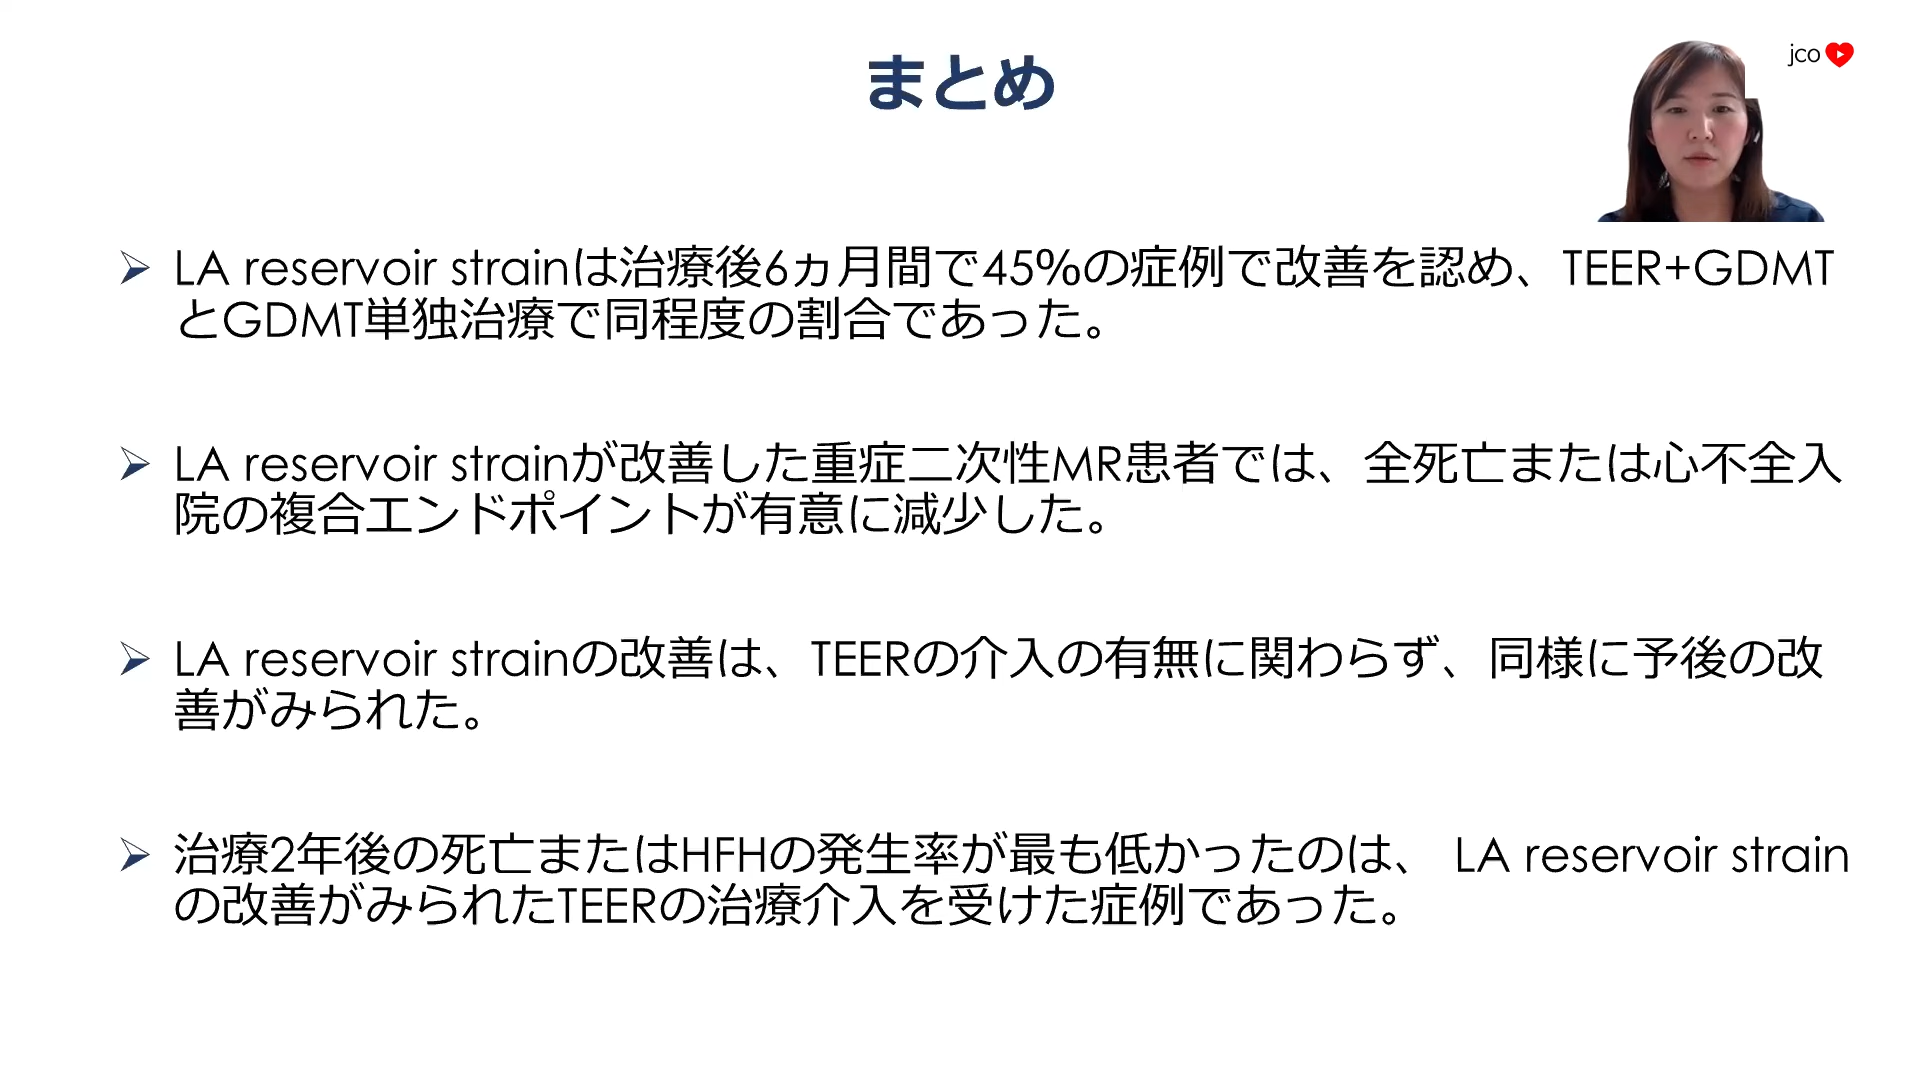 まとめ
jco
➢ LA reservoir strainは治療後6ヵ月間で45%の症例で改善を認め、TEER+GDMT
とGDMT単独治療で同程度の割合であった。
➢ LA reservoir strainが改善した重症二次性MR患者では、全死亡または心不全入
院の複合エンドポイントが有意に減少した。
➢ LA reservoir strainの改善は、TEERの介入の有無に関わらず、同様に予後の改
善がみられた。
➢ 治療2年後の死亡またはHFHの発生率が最も低かったのは、 LA reservoir strain
の改善がみられたTEERの治療介入を受けた症例であった。